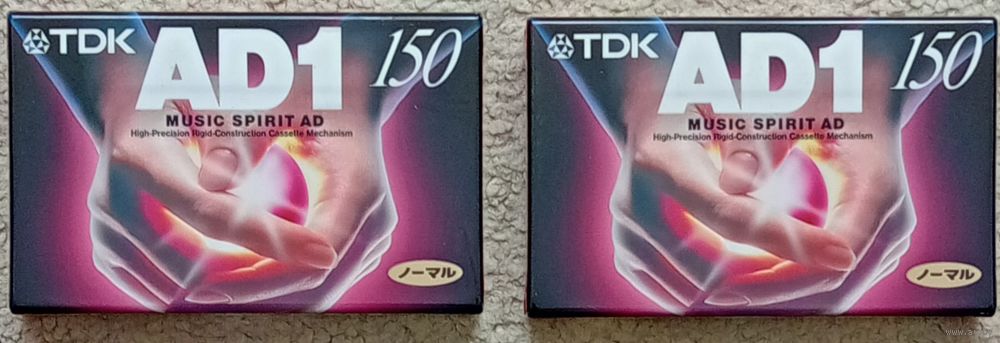 TDK AD1 150
MUSIC SPIRIT AD
High-Precision Rigid-Construction Cassette Mechanism
ノーマル
TDK AD1 150
MUSIC SPIRIT AD
High-Precision Rigid-Construction Cassette Mechanism
ノーマル